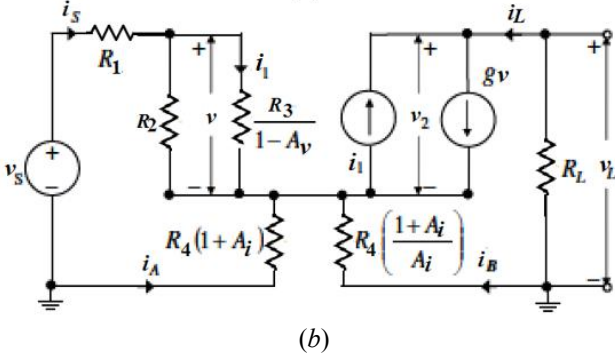 i_S
i_L
R_1
+
i_1
+
gv
+
R_2
v
R_3
1 − A_v
v_2
i_1
v_S
+
−
R_L
v_L
−
−
R_4(1 + A_i)
R_4(1 + A_i / A_i)
i_A
i_B
−
(b)